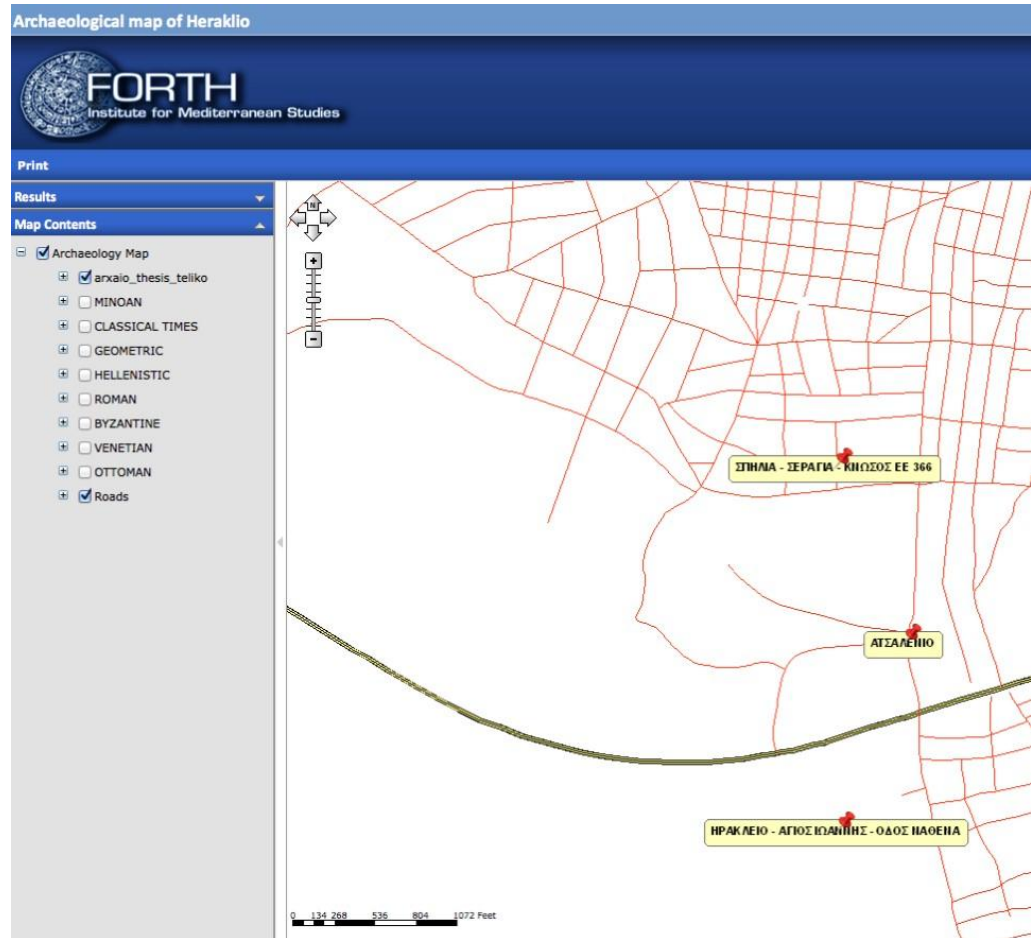 Archaeological map of Heraklio
FORTH
Institute for Mediterranean Studies
Print
Results
Map Contents
Archaeology Map
arxaio_thesis_teliko
MINOAN
CLASSICAL TIMES
GEOMETRIC
HELLENISTIC
ROMAN
BYZANTINE
VENETIAN
OTTOMAN
Roads
N
ΣΠΗΛΙΑ - ΣΕΡΑΓΙΑ - ΚΝΩΣΟΣ ΕΕ 366
ΑΤΣΑΛΕΝΙΟ
ΗΡΑΚΛΕΙΟ - ΑΓΙΟΣ ΙΩΑΝΝΗΣ - ΟΔΟΣ ΝΑΘΕΝΑ
0 134 268 536 804 1072 Feet